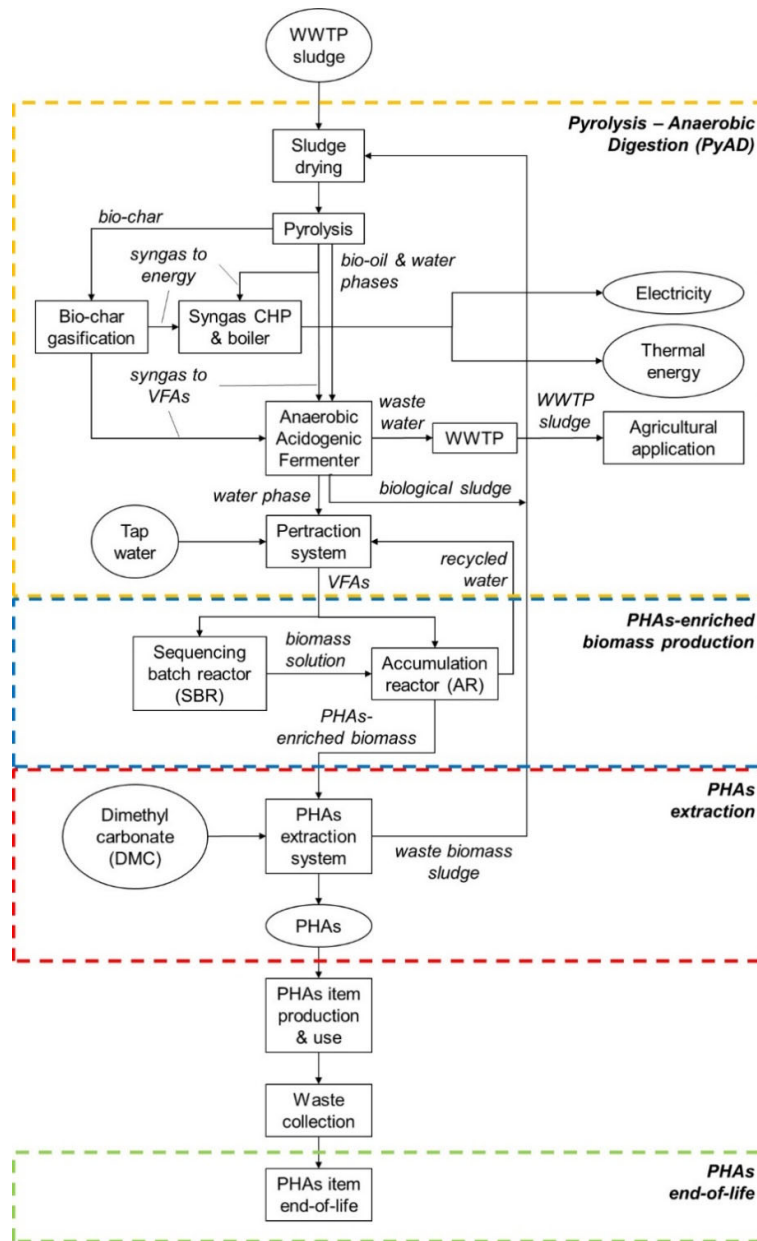 WWTP
sludge
Pyrolysis – Anaerobic
Digestion (PyAD)
Sludge
drying
bio-char
Pyrolysis
syngas to
energy
bio-oil & water
phases
Electricity
Bio-char
gasification
Syngas CHP
& boiler
Thermal
energy
syngas to
VFAs
Anaerobic
Acidogenic
Fermenter
waste
water
WWTP
WWTP
sludge
Agricultural
application
water phase
biological sludge
Tap
water
Pertraction
system
recycled
water
VFAs
PHAs-enriched
biomass production
Sequencing
batch reactor
(SBR)
biomass
solution
Accumulation
reactor (AR)
PHAs-
enriched biomass
PHAs
extraction
Dimethyl
carbonate
(DMC)
PHAs
extraction
system
waste biomass
sludge
PHAs
PHAs item
production
& use
Waste
collection
PHAs item
end-of-life
PHAs
end-of-life